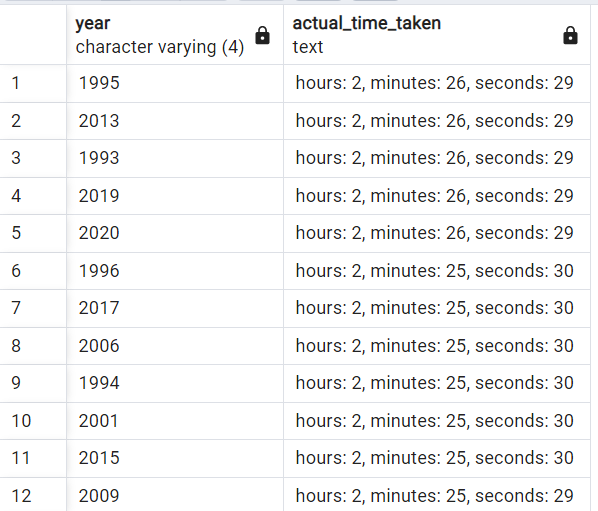 year actual_time_taken
character varying (4) text
1 1995 hours: 2, minutes: 26, seconds: 29
2 2013 hours: 2, minutes: 26, seconds: 29
3 1993 hours: 2, minutes: 26, seconds: 29
4 2019 hours: 2, minutes: 26, seconds: 29
5 2020 hours: 2, minutes: 26, seconds: 29
6 1996 hours: 2, minutes: 25, seconds: 30
7 2017 hours: 2, minutes: 25, seconds: 30
8 2006 hours: 2, minutes: 25, seconds: 30
9 1994 hours: 2, minutes: 25, seconds: 30
10 2001 hours: 2, minutes: 25, seconds: 30
11 2015 hours: 2, minutes: 25, seconds: 30
12 2009 hours: 2, minutes: 25, seconds: 29